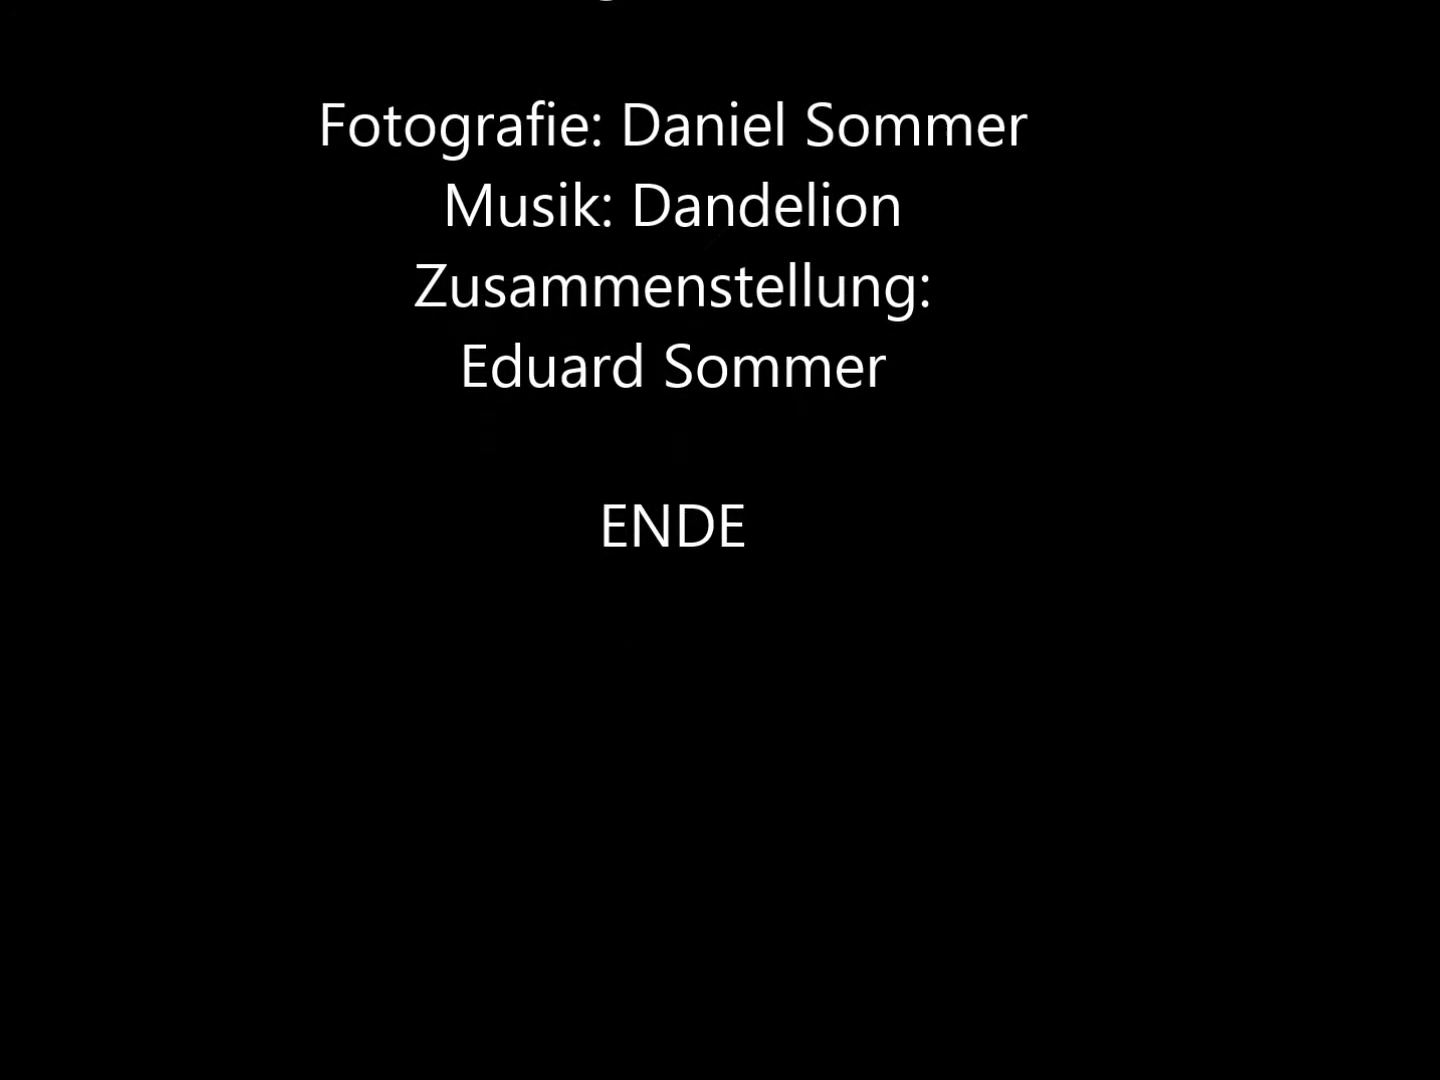 Fotografie: Daniel Sommer
Musik: Dandelion
Zusammenstellung:
Eduard Sommer
ENDE